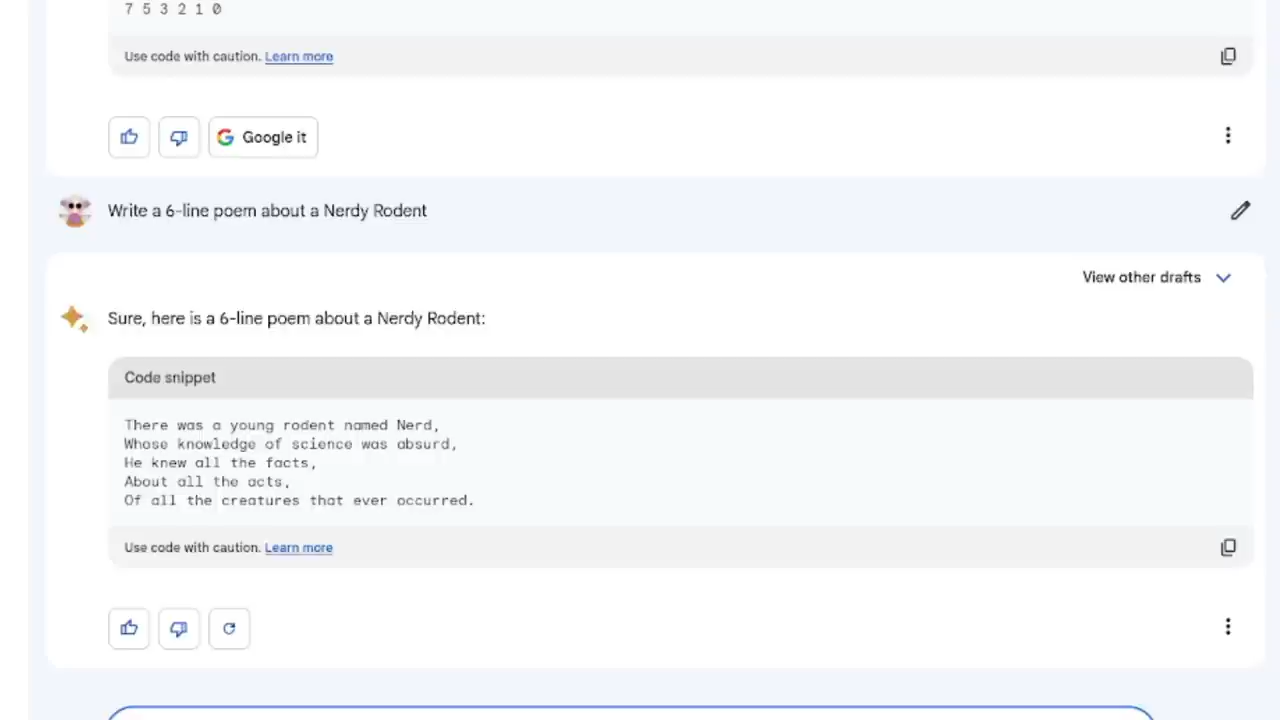 7 5 3 2 1 0
Use code with caution. Learn more
Google it
Write a 6-line poem about a Nerdy Rodent
View other drafts
Sure, here is a 6-line poem about a Nerdy Rodent:
Code snippet
There was a young rodent named Nerd,
Whose knowledge of science was absurd,
He knew all the facts,
About all the acts,
Of all the creatures that ever occurred.
Use code with caution. Learn more